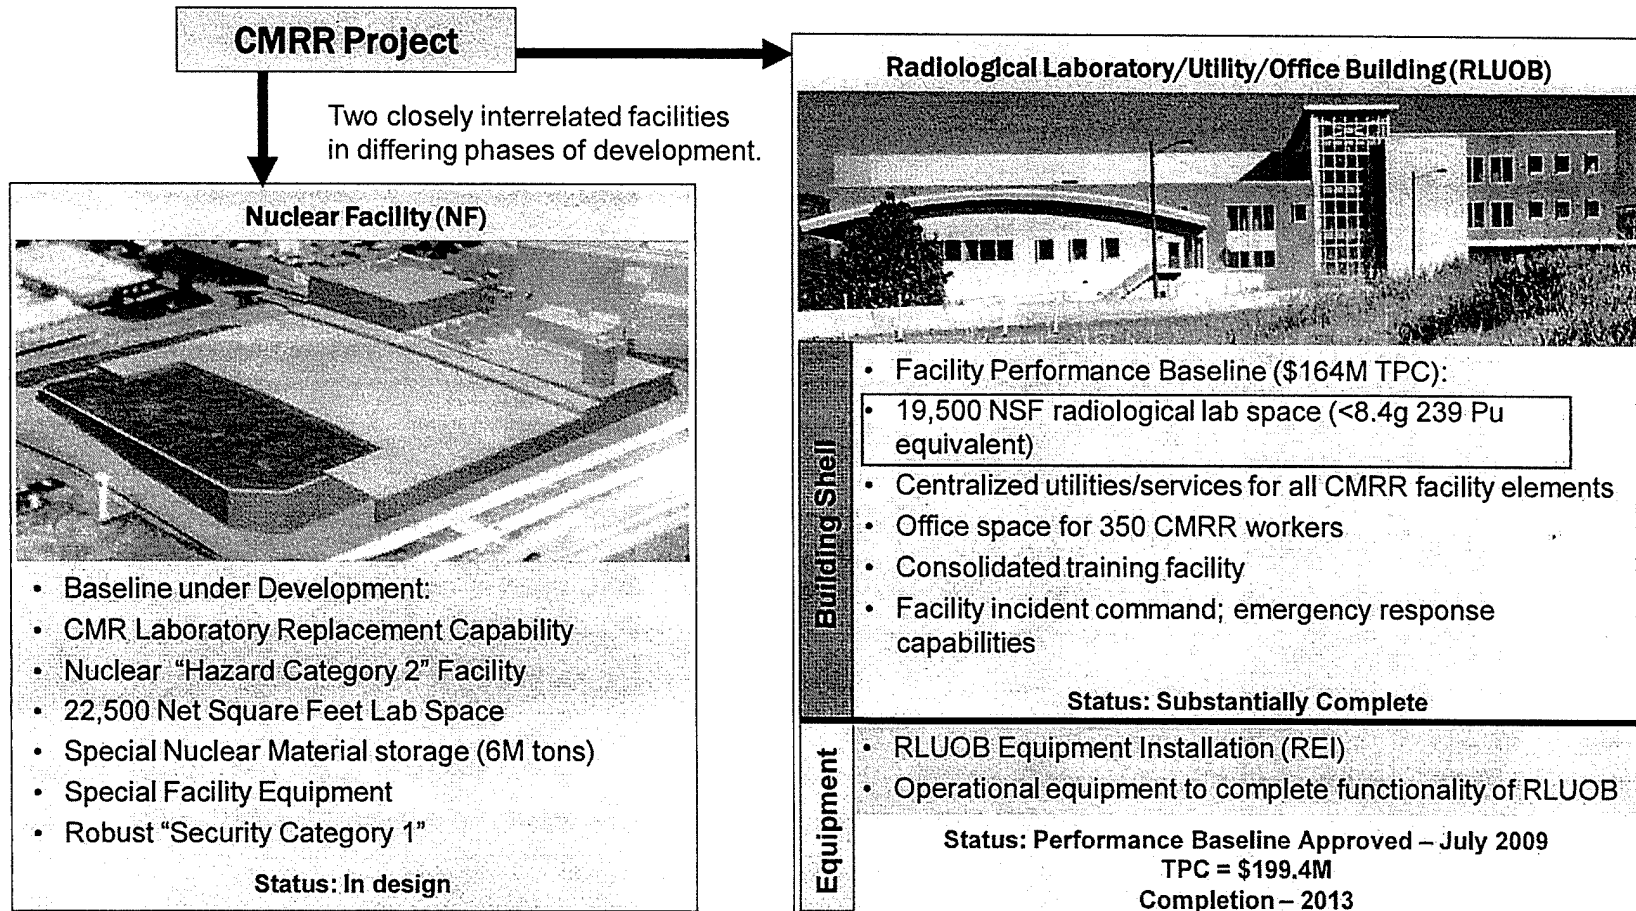 CMRR Project
Two closely interrelated facilities
in differing phases of development.
Nuclear Facility (NF)
• Baseline under Development:
• CMR Laboratory Replacement Capability
• Nuclear “Hazard Category 2” Facility
• 22,500 Net Square Feet Lab Space
• Special Nuclear Material storage (6M tons)
• Special Facility Equipment
• Robust “Security Category 1”
Status: In design
Radiological Laboratory/Utility/Office Building (RLUOB)
Building Shell
• Facility Performance Baseline ($164M TPC):
• 19,500 NSF radiological lab space (<8.4g 239 Pu
equivalent)
• Centralized utilities/services for all CMRR facility elements
• Office space for 350 CMRR workers
• Consolidated training facility
• Facility incident command; emergency response
capabilities
Status: Substantially Complete
Equipment
• RLUOB Equipment Installation (REI)
• Operational equipment to complete functionality of RLUOB
Status: Performance Baseline Approved – July 2009
TPC = $199.4M
Completion – 2013